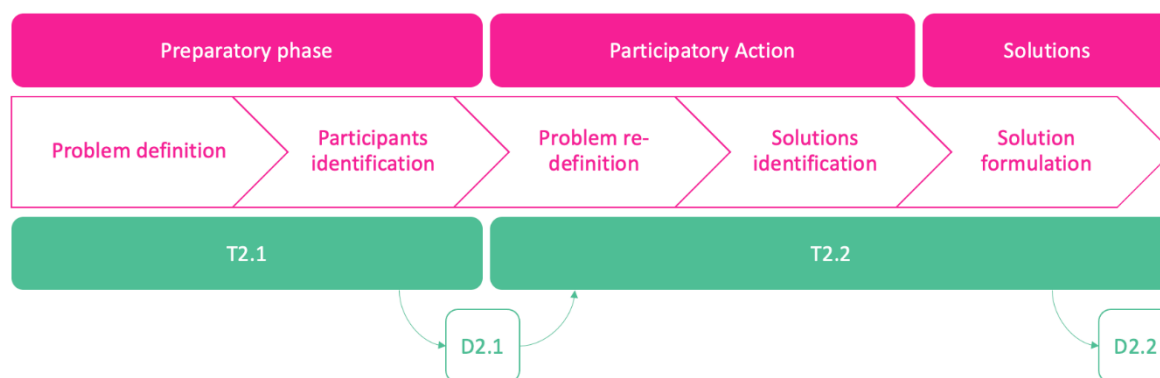 Preparatory phase
Participatory Action
Solutions
Problem definition
Participants
identification
Problem re-
definition
Solutions
identification
Solution
formulation
T2.1
T2.2
D2.1
D2.2